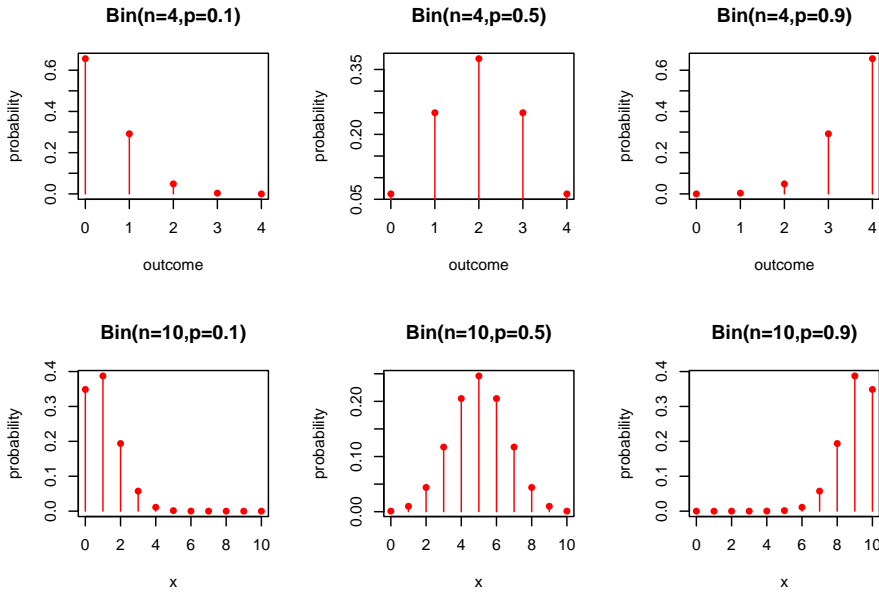 Bin(n=4,p=0.1)
probability
0.0 0.2 0.4 0.6
0 1 2 3 4
outcome
Bin(n=4,p=0.5)
probability
0.05 0.20 0.35
0 1 2 3 4
outcome
Bin(n=4,p=0.9)
probability
0.0 0.2 0.4 0.6
0 1 2 3 4
outcome
Bin(n=10,p=0.1)
probability
0.0 0.1 0.2 0.3 0.4
0 2 4 6 8 10
x
Bin(n=10,p=0.5)
probability
0.00 0.10 0.20
0 2 4 6 8 10
x
Bin(n=10,p=0.9)
probability
0.0 0.1 0.2 0.3 0.4
0 2 4 6 8 10
x